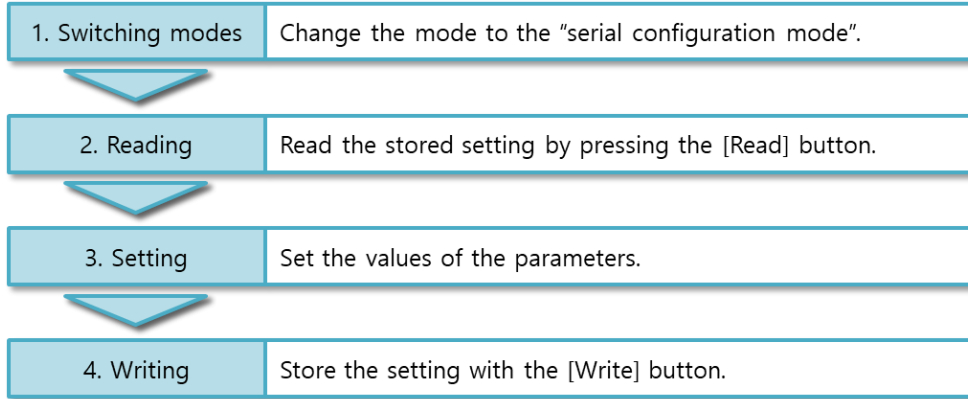 1. Switching modes Change the mode to the “serial configuration mode”.
2. Reading Read the stored setting by pressing the [Read] button.
3. Setting Set the values of the parameters.
4. Writing Store the setting with the [Write] button.